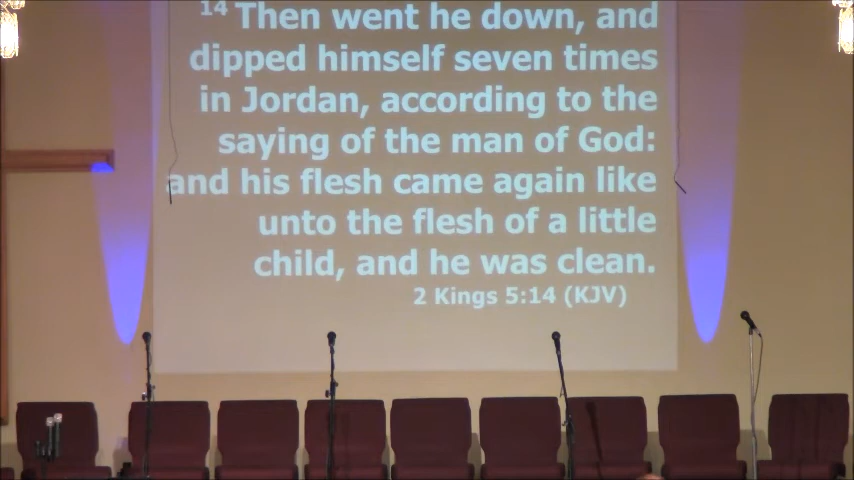 14 Then went he down, and
dipped himself seven times
in Jordan, according to the
saying of the man of God:
and his flesh came again like
unto the flesh of a little
child, and he was clean.
2 Kings 5:14 (KJV)